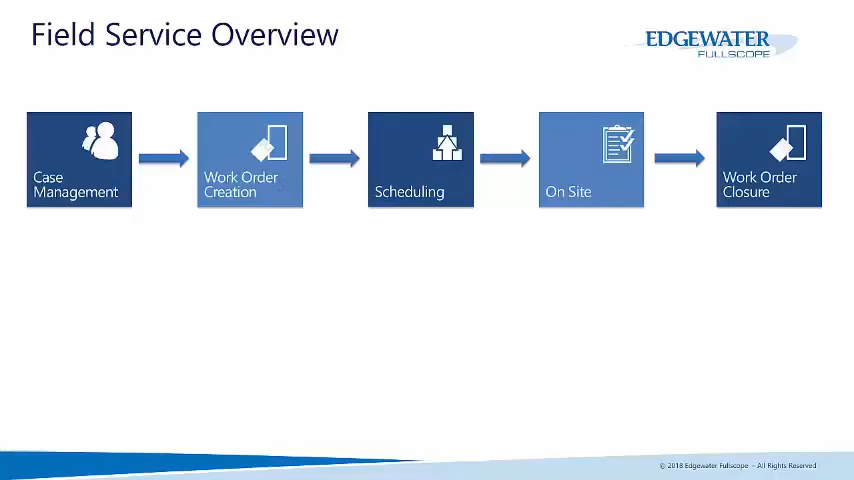 Field Service Overview
EDGEWATER
FULLSCOPE
Case
Management
Work Order
Creation
Scheduling
On Site
Work Order
Closure
© 2018 Edgewater Fullscope – All Rights Reserved